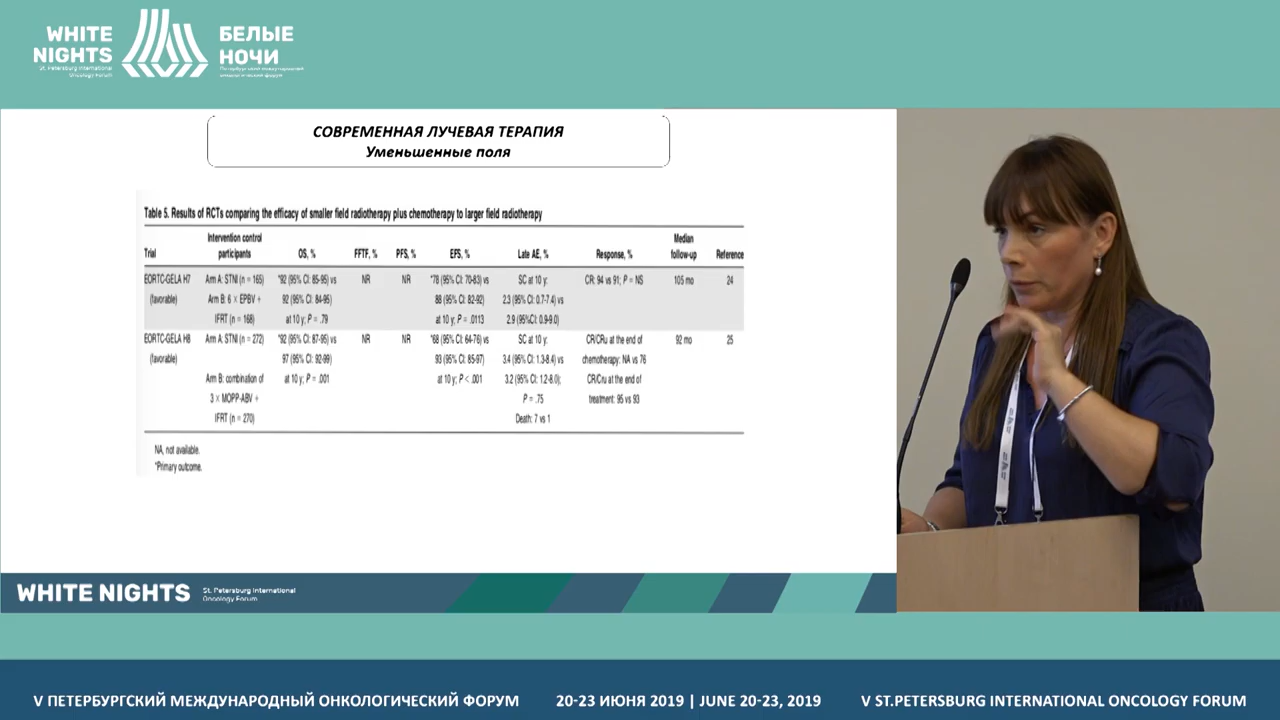 WHITE NIGHTS
St. Petersburg International Oncology Forum
БЕЛЫЕ НОЧИ
Петербургский международный онкологический форум
СОВРЕМЕННАЯ ЛУЧЕВАЯ ТЕРАПИЯ
Уменьшенные поля
Table 5. Results of RCTs comparing the efficacy of smaller field radiotherapy plus chemotherapy to larger field radiotherapy
Intervention control Median
Trial participants OS, % FFTF, % PFS, % EFS, % Late AE, % Response, % follow-up Reference
EORTC-GELA H7 Arm A: STNI (n = 165) *92 (95% CI: 85-95) vs NR NR *78 (95% CI: 70-83) vs SC at 10 y: CR: 94 vs 91; P = NS 105 mo 24
(favorable) Arm B: 6 × EPBV + 92 (95% CI: 84-95) 88 (95% CI: 82-92) 2.3 (95% CI: 0.7-7.4) vs
IFRT (n = 168) at 10 y; P = .79 at 10 y; P = .0113 2.9 (95%CI: 0.9-9.0)
EORTC-GELA H8 Arm A: STNI (n = 272) *92 (95% CI: 87-95) vs NR NR *68 (95% CI: 64-76) vs SC at 10 y: CR/CRu at the end of 92 mo 25
(favorable) 97 (95% CI: 92-99) 93 (95% CI: 85-97) 3.4 (95% CI: 1.3-8.4) vs chemotherapy: NA vs 76
Arm B: combination of at 10 y; P = .001 at 10 y; P < .001 3.2 (95% CI: 1.2-8.0); CR/Cru at the end of
3 × MOPP-ABV + P = .75 treatment: 95 vs 93
IFRT (n = 270) Death: 7 vs 1
NA, not available.
*Primary outcome.
WHITE NIGHTS St. Petersburg International
Oncology Forum
V ПЕТЕРБУРГСКИЙ МЕЖДУНАРОДНЫЙ ОНКОЛОГИЧЕСКИЙ ФОРУМ 20-23 ИЮНЯ 2019 | JUNE 20-23, 2019 V ST.PETERSBURG INTERNATIONAL ONCOLOGY FORUM